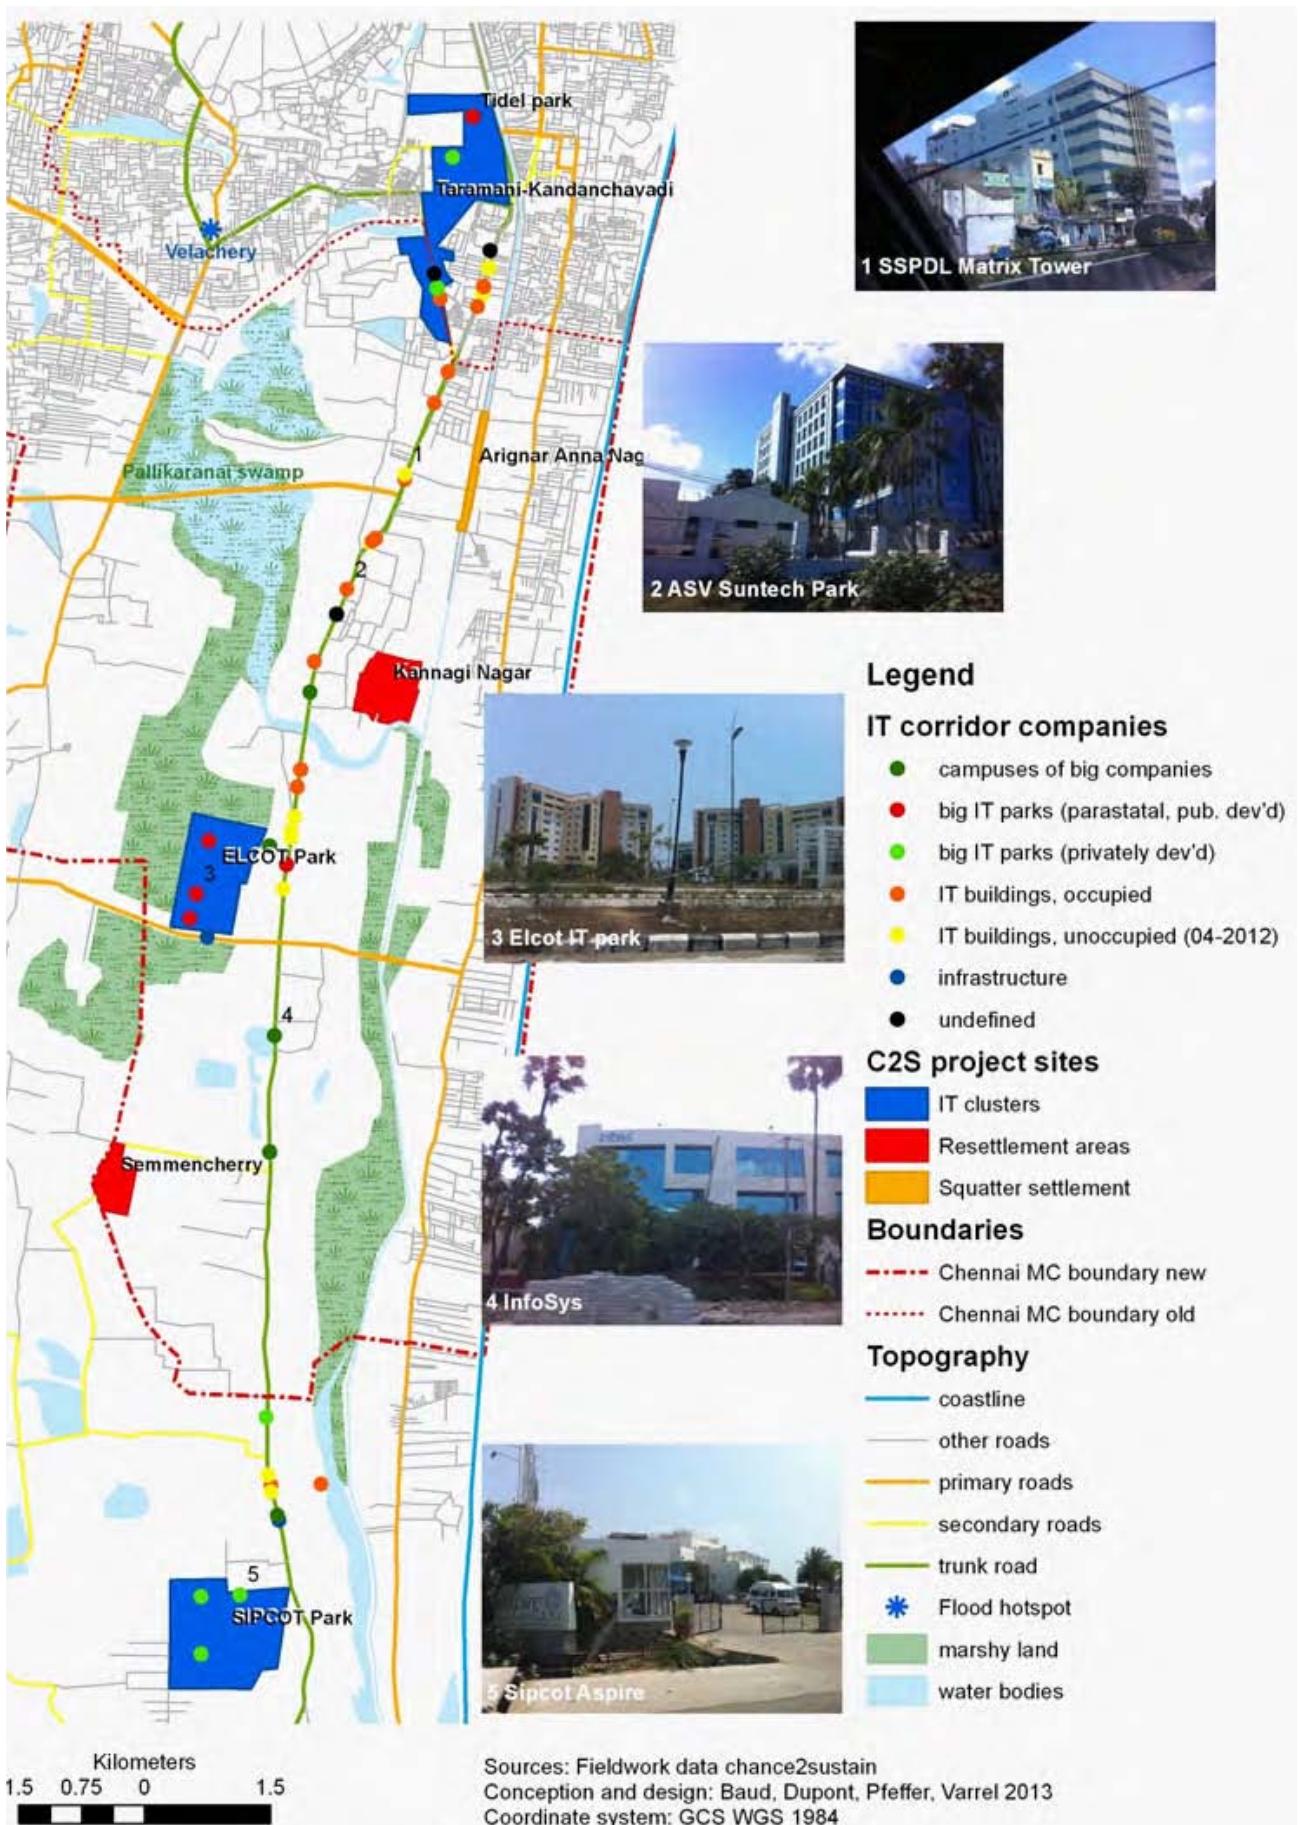 Tidel park
Taramani-Kandanchavadi
Velachery
1 SSPDL Matrix Tower
1
Arignar Anna Nag
Pallikaranai swamp
2
2 ASV Suntech Park
Kannagi Nagar
ELCOT Park
3
3 Elcot IT park
4
Semmencherry
4 InfoSys
5
SIPCOT Park
5 Sipcot Aspire
Legend
IT corridor companies
campuses of big companies
big IT parks (parastatal, pub. dev'd)
big IT parks (privately dev'd)
IT buildings, occupied
IT buildings, unoccupied (04-2012)
infrastructure
undefined
C2S project sites
IT clusters
Resettlement areas
Squatter settlement
Boundaries
Chennai MC boundary new
Chennai MC boundary old
Topography
coastline
other roads
primary roads
secondary roads
trunk road
Flood hotspot
marshy land
water bodies
Kilometers
1.5 0.75 0 1.5
Sources: Fieldwork data chance2sustain
Conception and design: Baud, Dupont, Pfeffer, Varrel 2013
Coordinate system: GCS WGS 1984